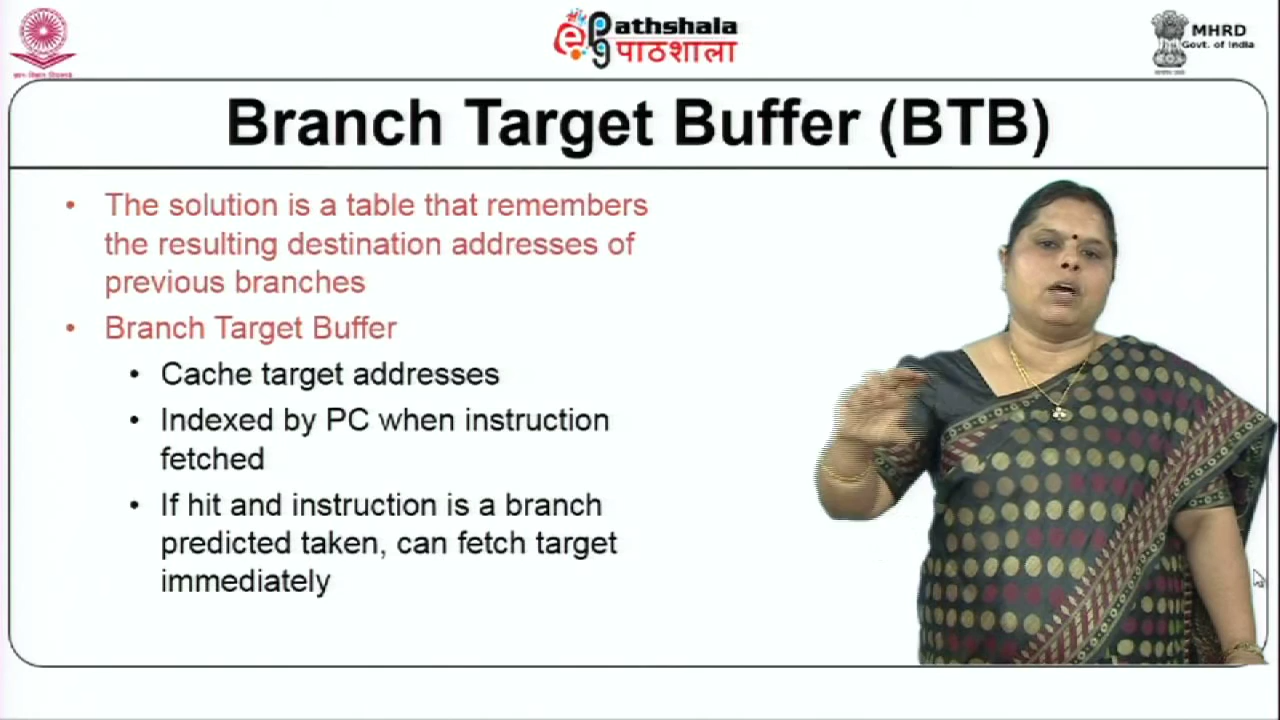 Pathshala
पाठशाला
MHRD
Govt. of India
Branch Target Buffer (BTB)
• The solution is a table that remembers
the resulting destination addresses of
previous branches
• Branch Target Buffer
• Cache target addresses
• Indexed by PC when instruction
fetched
• If hit and instruction is a branch
predicted taken, can fetch target
immediately